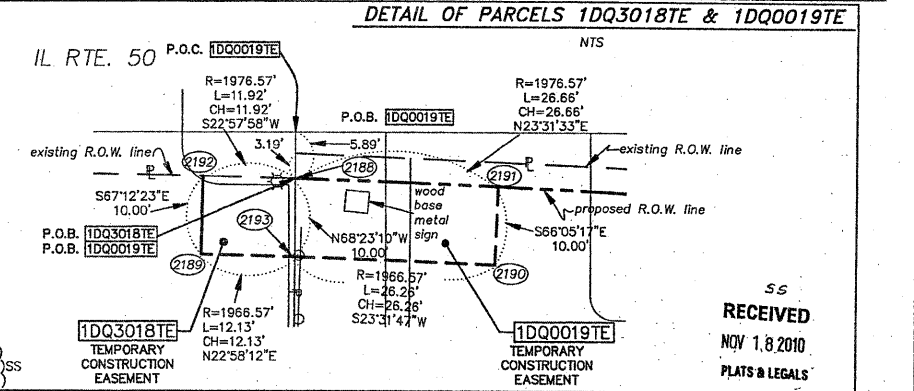 DETAIL OF PARCELS 1DQ3018TE & 1DQ0019TE
NTS
IL RTE. 50
P.O.C. 1DQ0019TE
R=1976.57'
L=11.92'
CH=11.92'
S22°57'58"W
P.O.B. 1DQ0019TE
R=1976.57'
L=26.66'
CH=26.66'
N23°31'33"E
3.19'
5.89'
existing R.O.W. line
2192
2188
2191
existing R.O.W. line
S67°12'23"E
10.00'
wood
base
metal
sign
proposed R.O.W. line
2193
P.O.B. 1DQ3018TE
P.O.B. 1DQ0019TE
N68°23'10"W
10.00'
S66°05'17"E
10.00'
2189
2190
R=1966.57'
L=26.26'
CH=26.26'
S23°31'47"W
R=1966.57'
L=12.13'
CH=12.13'
N22°58'12"E
1DQ3018TE
TEMPORARY
CONSTRUCTION
EASEMENT
1DQ0019TE
TEMPORARY
CONSTRUCTION
EASEMENT
SS
RECEIVED
NOV 18 2010
PLATS & LEGALS
SS